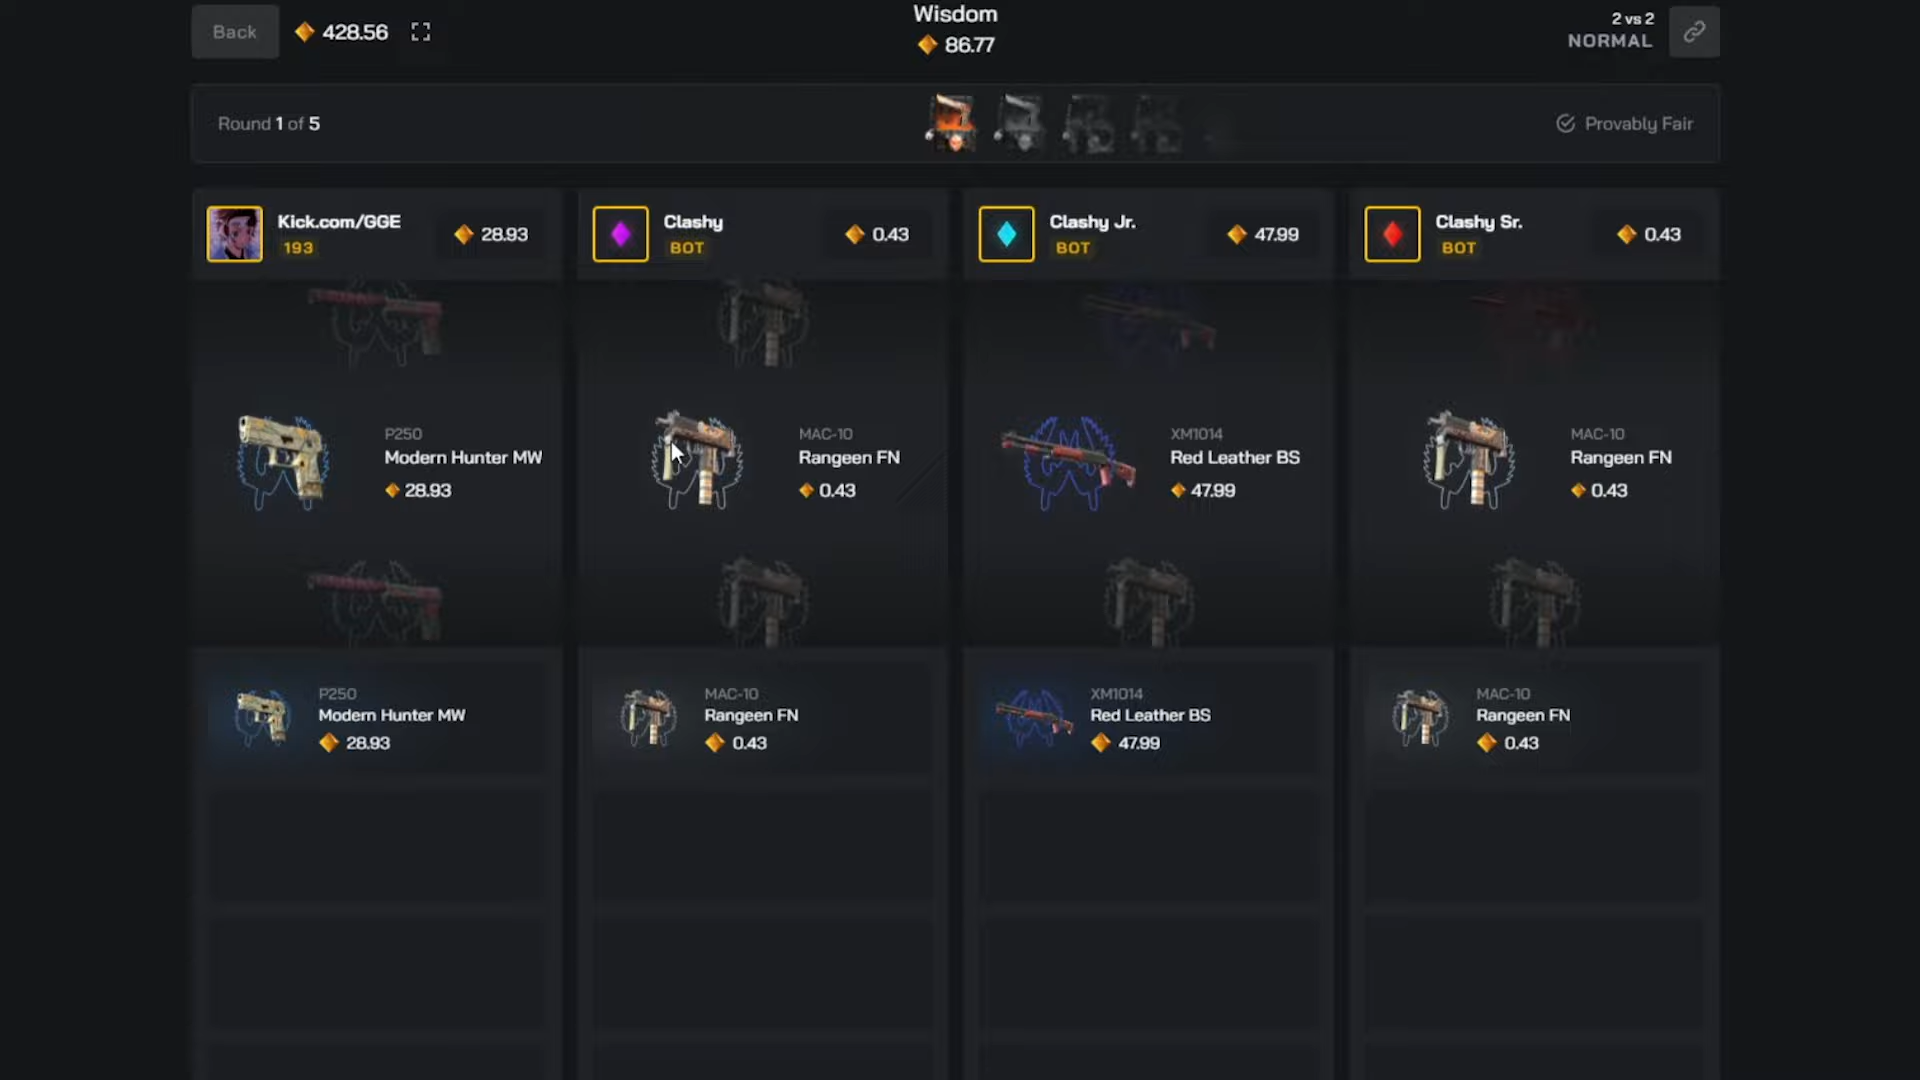 Back
428.56
Wisdom
86.77
2 vs 2
NORMAL
Round 1 of 5
Provably Fair
Kick.com/GGE
193
28.93
Clashy
BOT
0.43
Clashy Jr.
BOT
47.99
Clashy Sr.
BOT
0.43
P250
Modern Hunter MW
28.93
MAC-10
Rangeen FN
0.43
XM1014
Red Leather BS
47.99
MAC-10
Rangeen FN
0.43
P250
Modern Hunter MW
28.93
MAC-10
Rangeen FN
0.43
XM1014
Red Leather BS
47.99
MAC-10
Rangeen FN
0.43